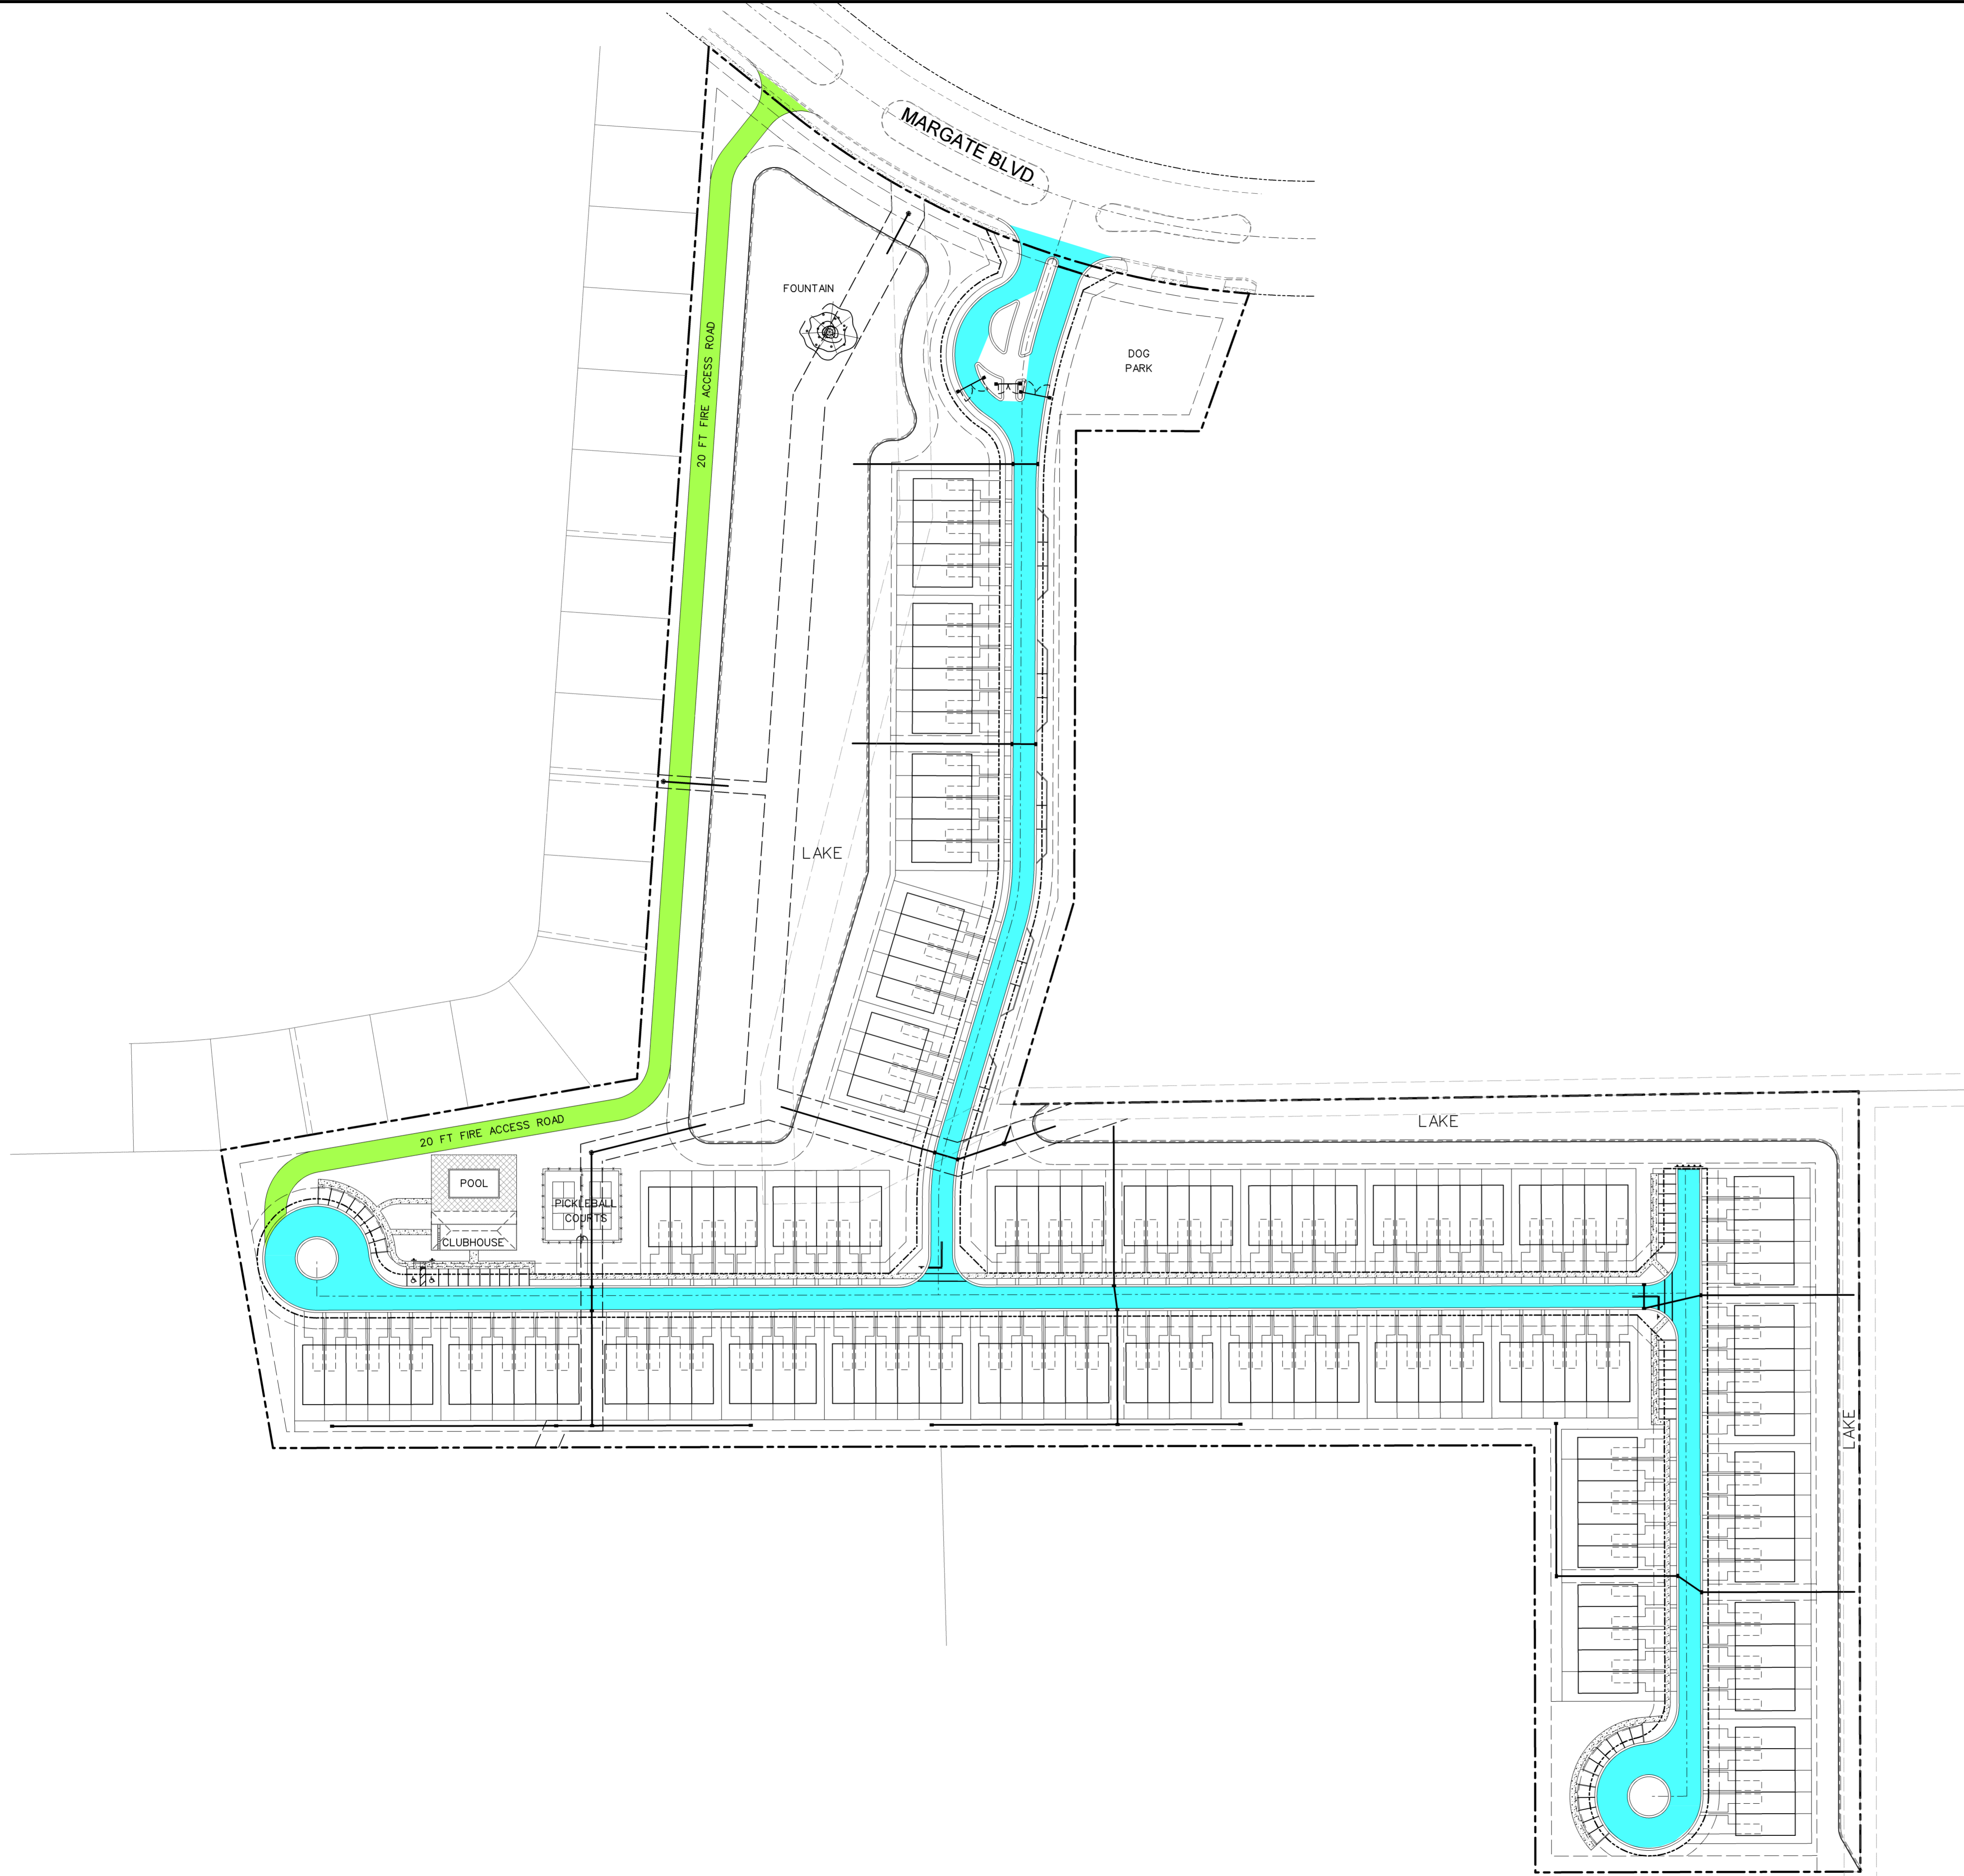 MARGATE BLVD.
FOUNTAIN
20 FT FIRE ACCESS ROAD
DOG
PARK
LAKE
LAKE
20 FT FIRE ACCESS ROAD
POOL
PICKLEBALL
COURTS
CLUBHOUSE
LAKE